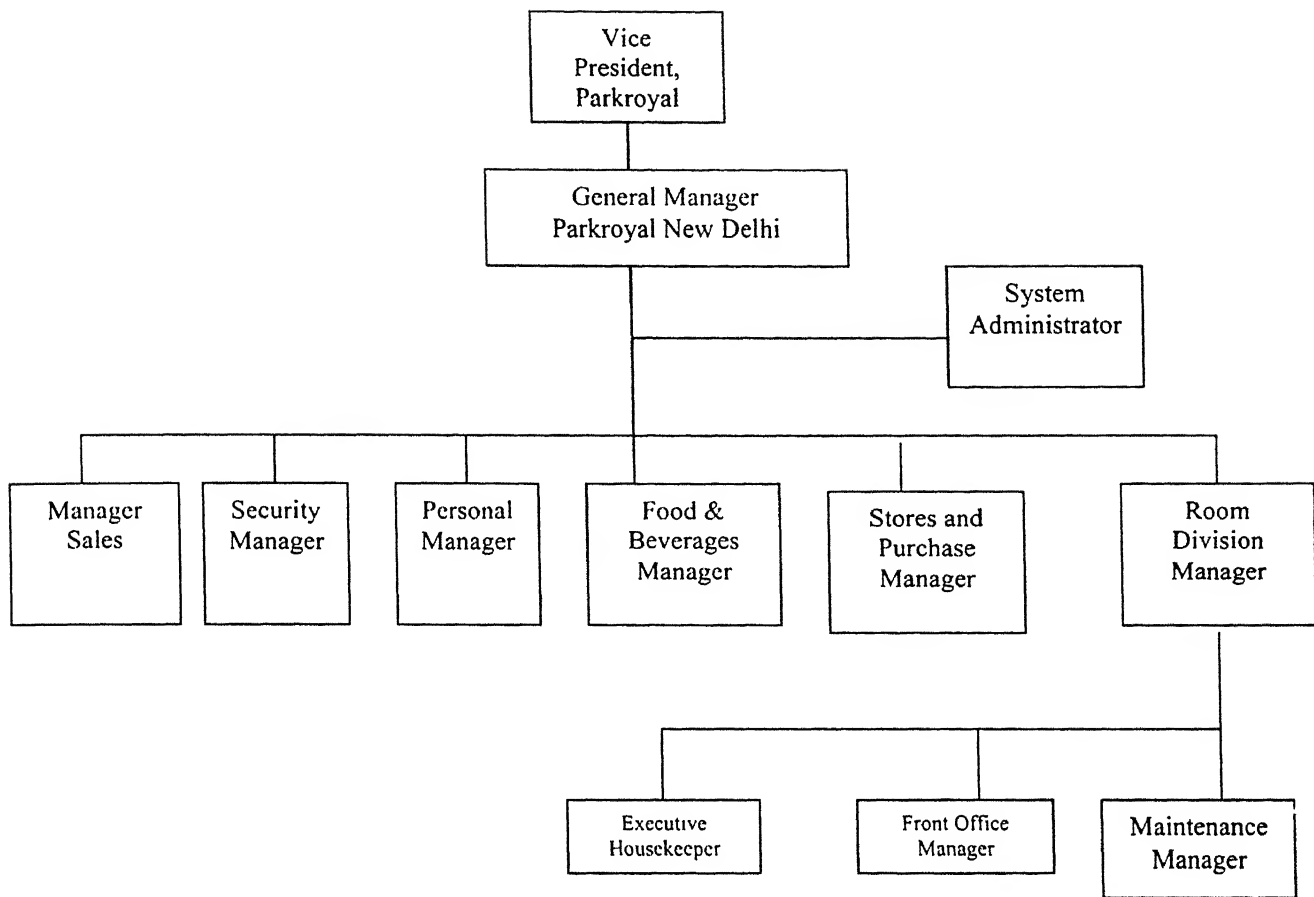 Vice
President,
Parkroyal
General Manager
Parkroyal New Delhi
System
Administrator
Manager
Sales
Security
Manager
Personal
Manager
Food &
Beverages
Manager
Stores and
Purchase
Manager
Room
Division
Manager
Executive
Housekeeper
Front Office
Manager
Maintenance
Manager